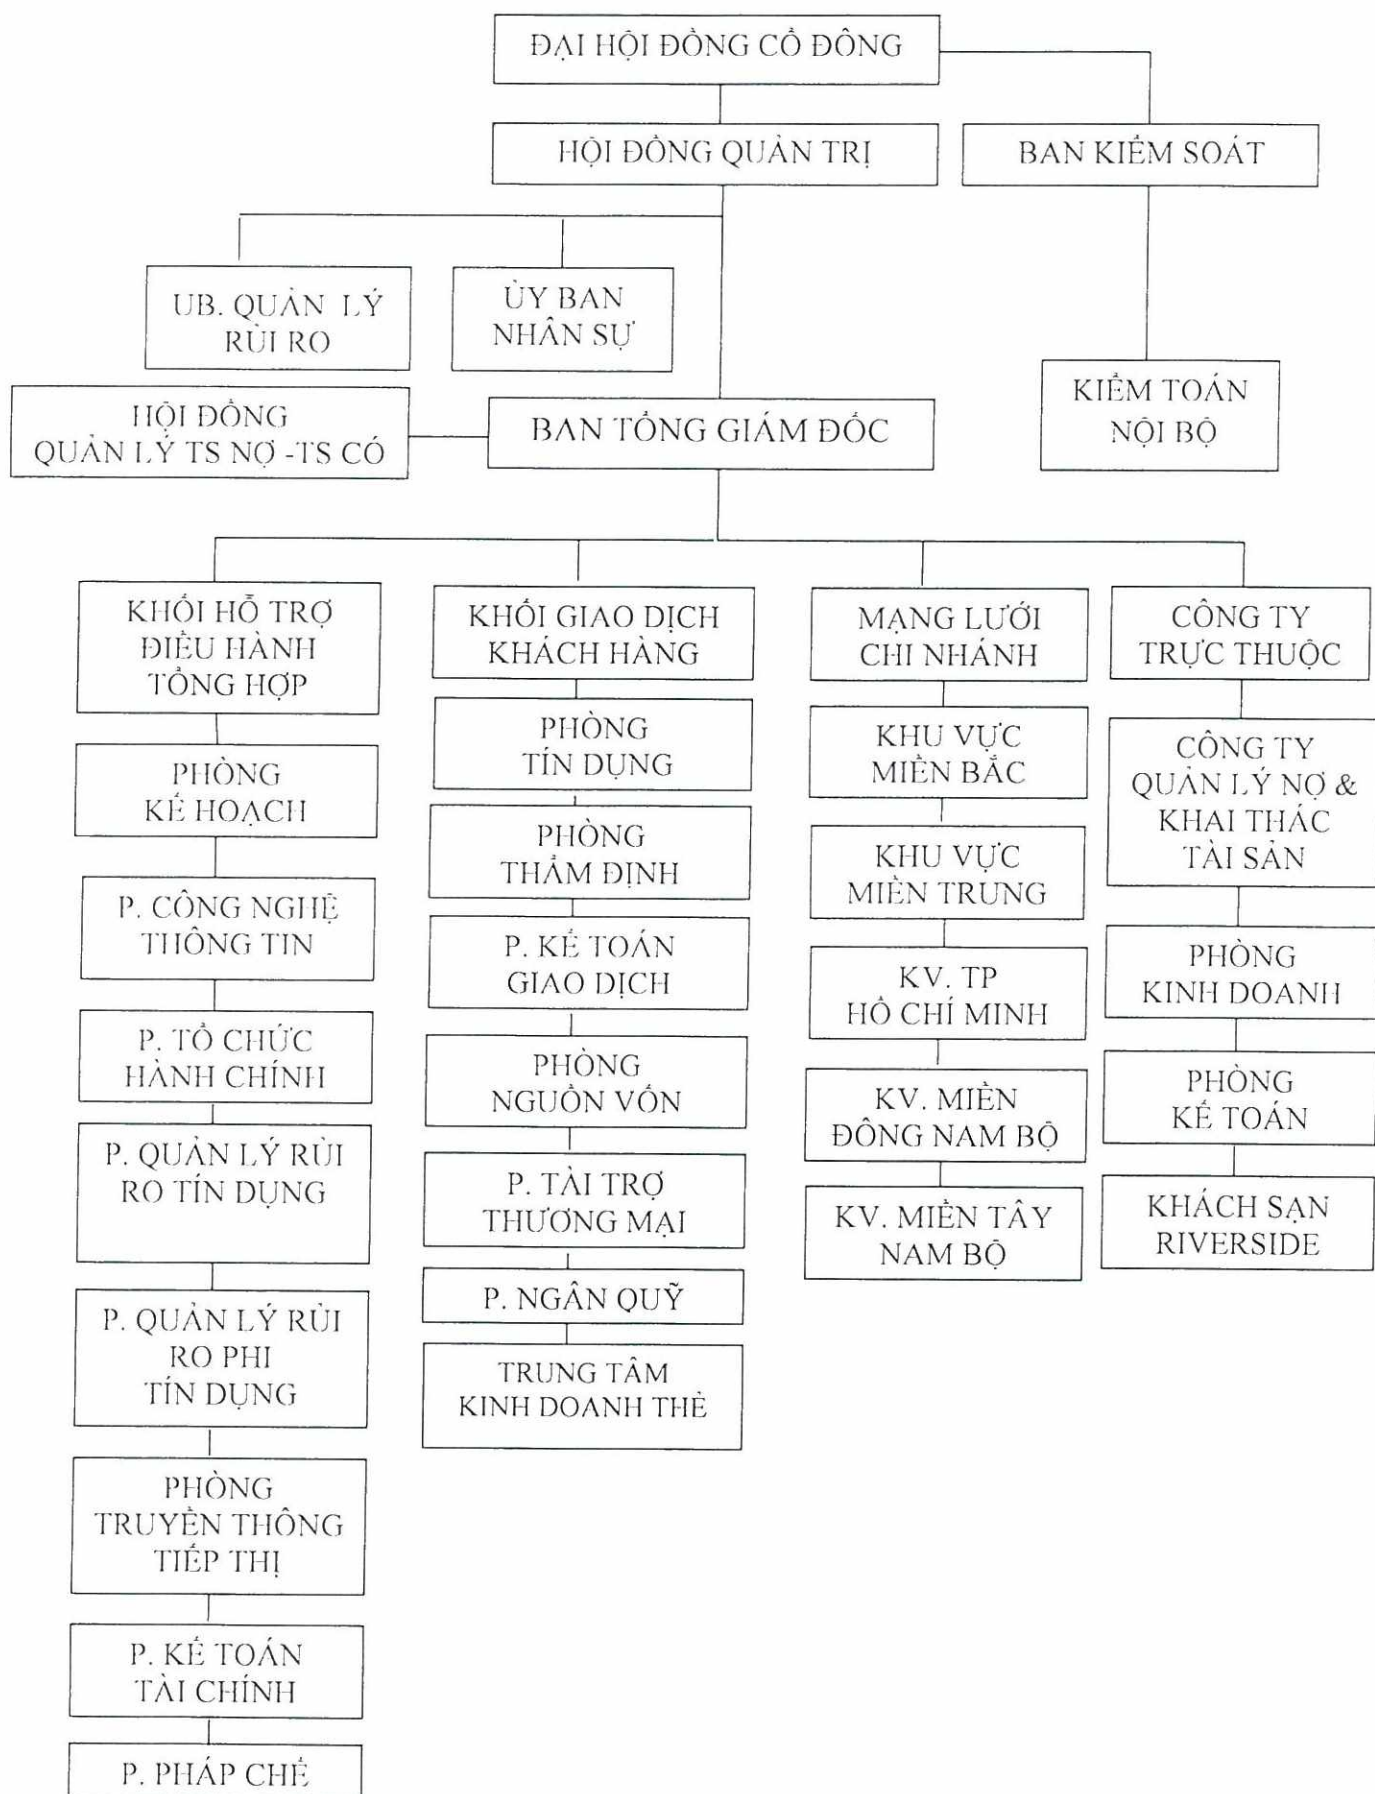 ĐẠI HỘI ĐỒNG CỔ ĐÔNG
HỘI ĐỒNG QUẢN TRỊ
BAN KIỂM SOÁT
UB. QUẢN LÝ
RỦI RO
ỦY BAN
NHÂN SỰ
KIỂM TOÁN
NỘI BỘ
HỘI ĐỒNG
QUẢN LÝ TS NỢ -TS CÓ
BAN TỔNG GIÁM ĐỐC
KHỐI HỖ TRỢ
ĐIỀU HÀNH
TỔNG HỢP
PHÒNG
KẾ HOẠCH
P. CÔNG NGHỆ
THÔNG TIN
P. TỔ CHỨC
HÀNH CHÍNH
P. QUẢN LÝ RỦI
RO TÍN DỤNG
P. QUẢN LÝ RỦI
RO PHI
TÍN DỤNG
PHÒNG
TRUYỀN THÔNG
TIẾP THỊ
P. KẾ TOÁN
TÀI CHÍNH
P. PHÁP CHẾ
KHỐI GIAO DỊCH
KHÁCH HÀNG
PHÒNG
TÍN DỤNG
PHÒNG
THẨM ĐỊNH
P. KẾ TOÁN
GIAO DỊCH
PHÒNG
NGUỒN VỐN
P. TÀI TRỢ
THƯƠNG MẠI
P. NGÂN QUỸ
TRUNG TÂM
KINH DOANH THẺ
MẠNG LƯỚI
CHI NHÁNH
KHU VỰC
MIỀN BẮC
KHU VỰC
MIỀN TRUNG
KV. TP
HỒ CHÍ MINH
KV. MIỀN
ĐÔNG NAM BỘ
KV. MIỀN TÂY
NAM BỘ
CÔNG TY
TRỰC THUỘC
CÔNG TY
QUẢN LÝ NỢ &
KHAI THÁC
TÀI SẢN
PHÒNG
KINH DOANH
PHÒNG
KẾ TOÁN
KHÁCH SẠN
RIVERSIDE